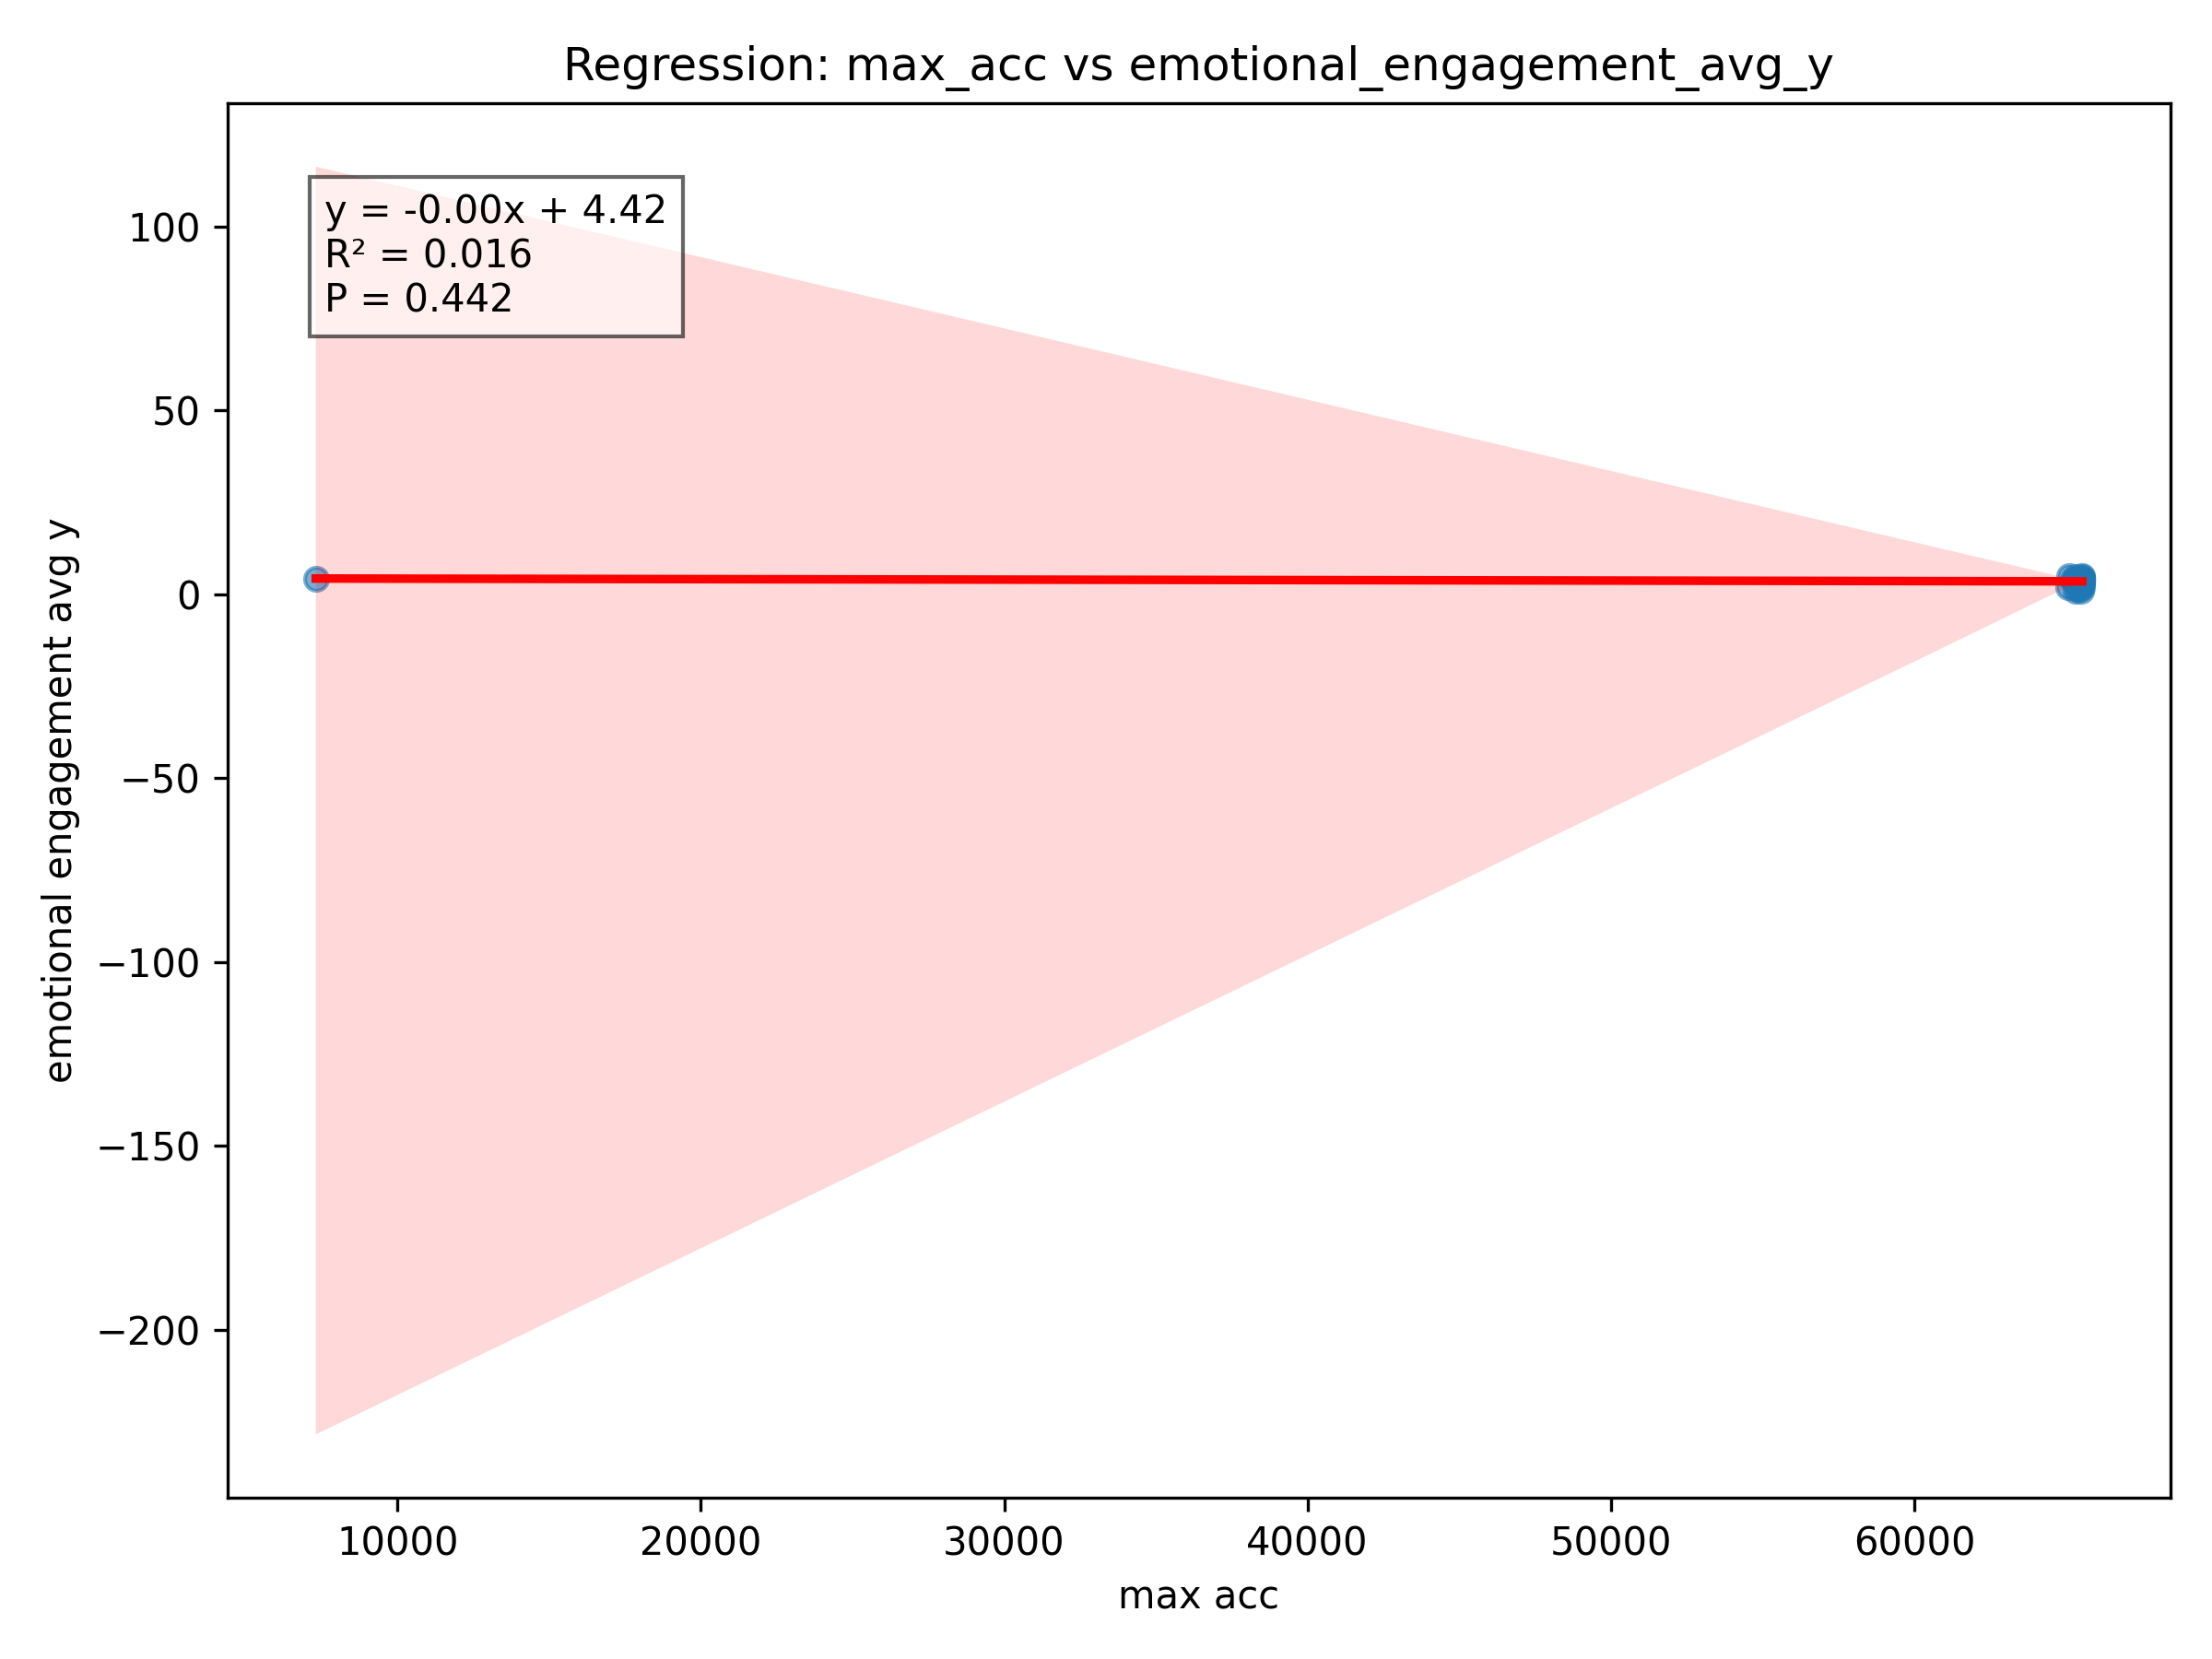 Regression: max_acc vs emotional_engagement_avg_y
y = -0.00x + 4.42
R² = 0.016
P = 0.442
100
50
0
−50
−100
−150
−200
emotional engagement avg y
10000 20000 30000 40000 50000 60000
max acc